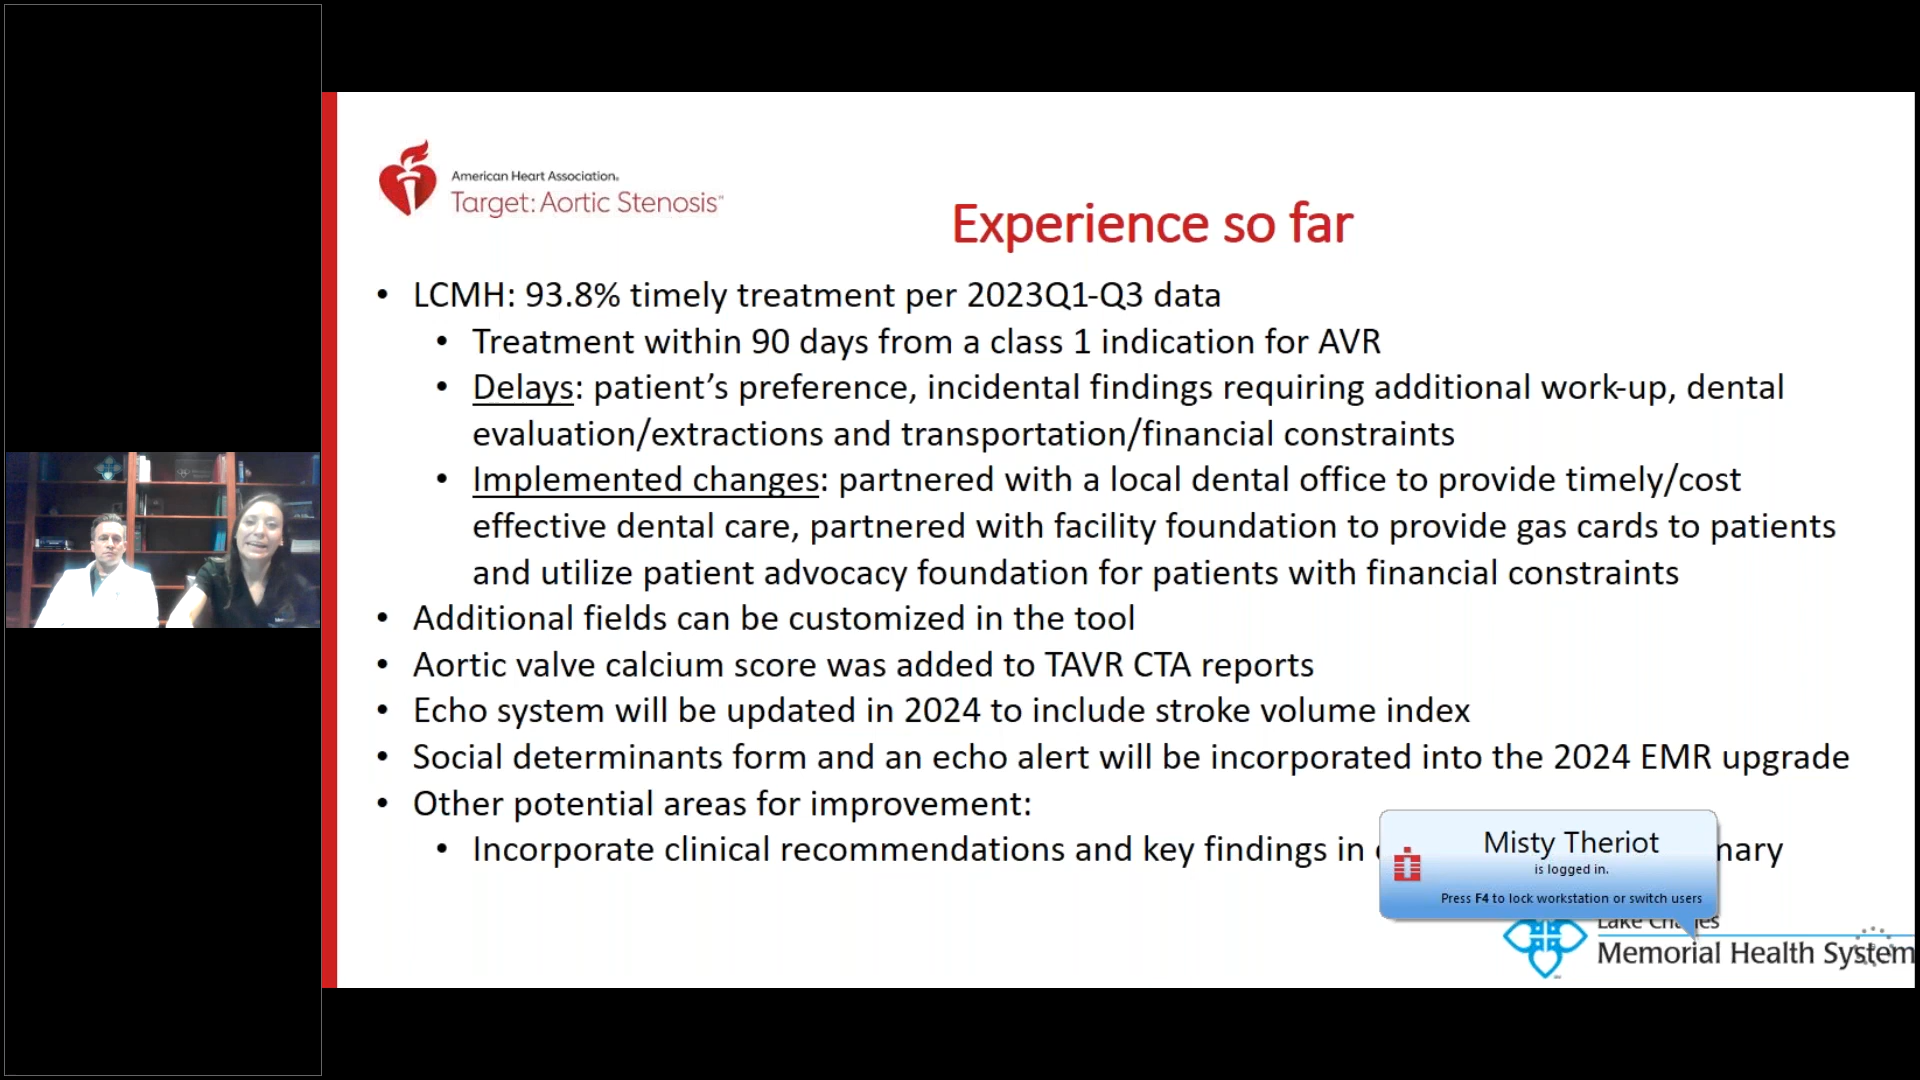 American Heart Association®
Target: Aortic Stenosis™
Experience so far
• LCMH: 93.8% timely treatment per 2023Q1-Q3 data
• Treatment within 90 days from a class 1 indication for AVR
• Delays: patient’s preference, incidental findings requiring additional work-up, dental
evaluation/extractions and transportation/financial constraints
• Implemented changes: partnered with a local dental office to provide timely/cost
effective dental care, partnered with facility foundation to provide gas cards to patients
and utilize patient advocacy foundation for patients with financial constraints
• Additional fields can be customized in the tool
• Aortic valve calcium score was added to TAVR CTA reports
• Echo system will be updated in 2024 to include stroke volume index
• Social determinants form and an echo alert will be incorporated into the 2024 EMR upgrade
• Other potential areas for improvement:
• Incorporate clinical recommendations and key findings in
Misty Theriot
is logged in.
Press F4 to lock workstation or switch users
Lake Charles
Memorial Health System